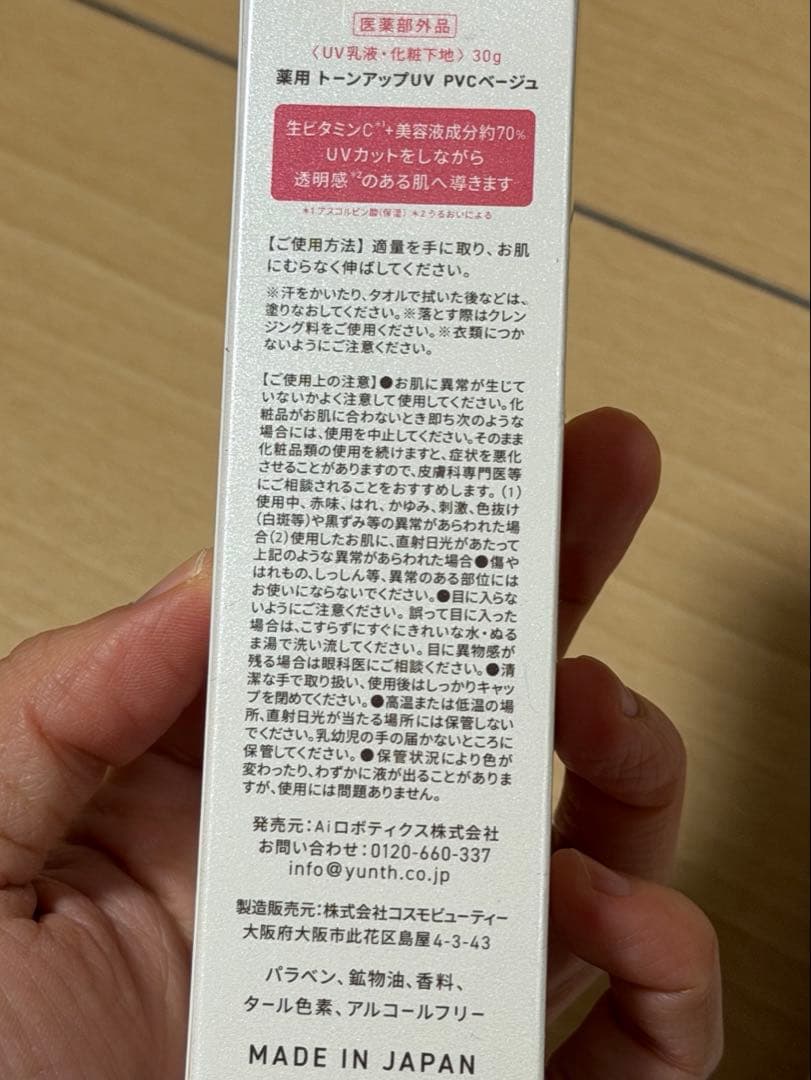 医薬部外品
〈UV乳液・化粧下地〉30g
薬用 トーンアップUV PVCベージュ
生ビタミンC*1+美容液成分約70%
UVカットをしながら
透明感*2のある肌へ導きます
*1 アスコルビン酸(保湿) *2 うるおいによる
【ご使用方法】適量を手に取り、お肌
にむらなく伸ばしてください。
※汗をかいたり、タオルで拭いた後などは、
塗りなおしてください。※落とす際はクレン
ジング料をご使用ください。※衣類につか
ないようにご注意ください。
【ご使用上の注意】●お肌に異常が生じて
いないかよく注意して使用してください。化
粧品がお肌に合わないとき即ち次のような
場合には、使用を中止してください。そのまま
化粧品類の使用を続けますと、症状を悪化
させることがありますので、皮膚科専門医等
にご相談されることをおすすめします。(1)
使用中、赤味、はれ、かゆみ、刺激、色抜け
(白斑等)や黒ずみ等の異常があらわれた場
合(2)使用したお肌に、直射日光があたって
上記のような異常があらわれた場合●傷や
はれもの、しっしん等、異常のある部位には
お使いにならないでください。●目に入らな
いようにご注意ください。誤って目に入った
場合は、こすらずにすぐにきれいな水・ぬる
ま湯で洗い流してください。目に異物感が
残る場合は眼科医にご相談ください。●清
潔な手で取り扱い、使用後はしっかりキャッ
プを閉めてください。●高温または低温の場
所、直射日光が当たる場所には保管しない
でください。乳幼児の手の届かないところに
保管してください。●保管状況により色が
変わったり、わずかに液が出ることがありま
すが、使用には問題ありません。
発売元:Aiロボティクス株式会社
お問い合わせ:0120-660-337
info@yunth.co.jp
製造販売元:株式会社コスモビューティー
大阪府大阪市此花区島屋4-3-43
パラベン、鉱物油、香料、
タール色素、アルコールフリー
MADE IN JAPAN